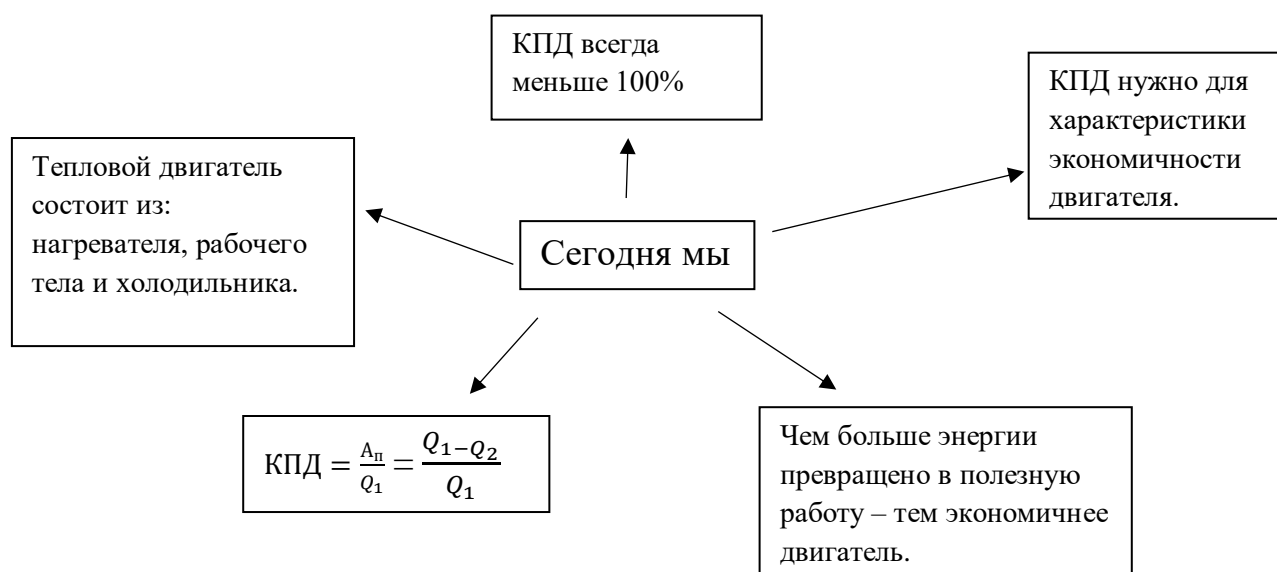 КПД всегда
меньше 100%
КПД нужно для
характеристики
экономичности
двигателя.
Тепловой двигатель
состоит из:
нагревателя, рабочего
тела и холодильника.
Сегодня мы
КПД = Aп/Q₁ = Q₁₋Q₂/Q₁
Чем больше энергии
превращено в полезную
работу – тем экономичнее
двигатель.